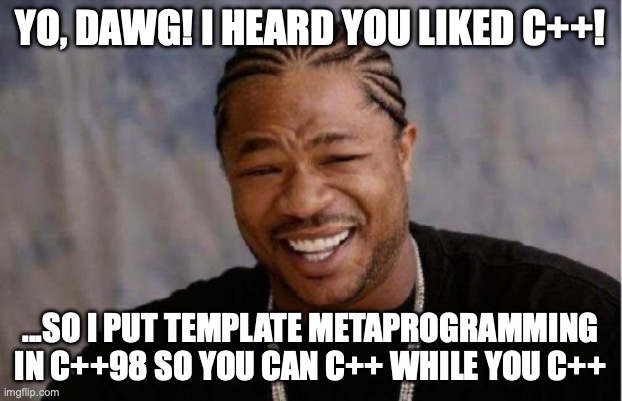 YO, DAWG! I HEARD YOU LIKED C++!
...SO I PUT TEMPLATE METAPROGRAMMING
IN C++98 SO YOU CAN C++ WHILE YOU C++
imgflip.com